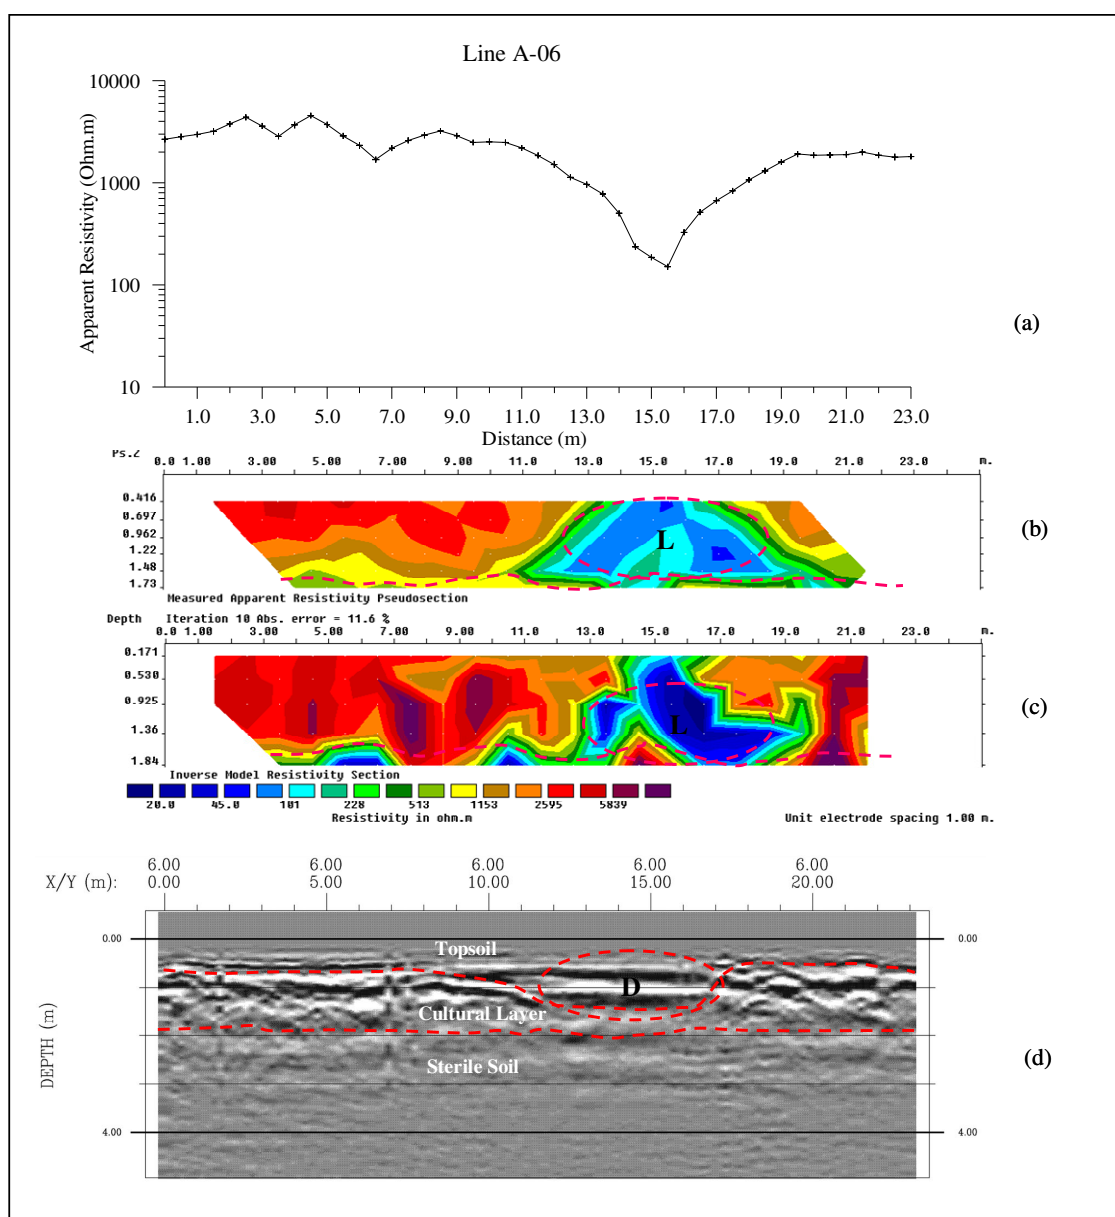 Line A-06
10000
1000
100
10
Apparent Resistivity (Ohm.m)
1.0 3.0 5.0 7.0 9.0 11.0 13.0 15.0 17.0 19.0 21.0 23.0
Distance (m)
(a)
Ps.Z 0.0 1.00 3.00 5.00 7.00 9.00 11.0 13.0 15.0 17.0 19.0 21.0 23.0 m.
0.416
0.697
0.962
1.22
1.48
1.73
L
(b)
Measured Apparent Resistivity Pseudosection
Depth Iteration 10 Abs. error = 11.6 %
0.0 1.00 3.00 5.00 7.00 9.00 11.0 13.0 15.0 17.0 19.0 21.0 23.0 m.
0.171
0.530
0.925
1.36
1.84
L
(c)
Inverse Model Resistivity Section
20.0 45.0 101 228 513 1153 2595 5839
Resistivity in ohm.m
Unit electrode spacing 1.00 m.
6.00 6.00 6.00 6.00 6.00
X/Y (m): 0.00 5.00 10.00 15.00 20.00
0.00 0.00
Topsoil
D
Cultural Layer
Sterile Soil
DEPTH (m)
4.00 4.00
(d)